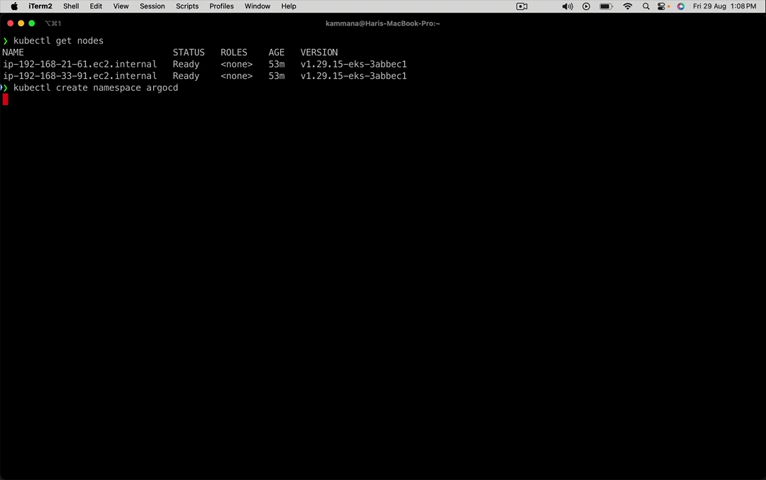 iTerm2 Shell Edit View Session Scripts Profiles Window Help Fri 29 Aug 1:08 PM
⌥⌘1 kammana@Haris-MacBook-Pro:~
❯ kubectl get nodes
NAME STATUS ROLES AGE VERSION
ip-192-168-21-61.ec2.internal Ready <none> 53m v1.29.15-eks-3abbec1
ip-192-168-33-91.ec2.internal Ready <none> 53m v1.29.15-eks-3abbec1
❯ kubectl create namespace argocd